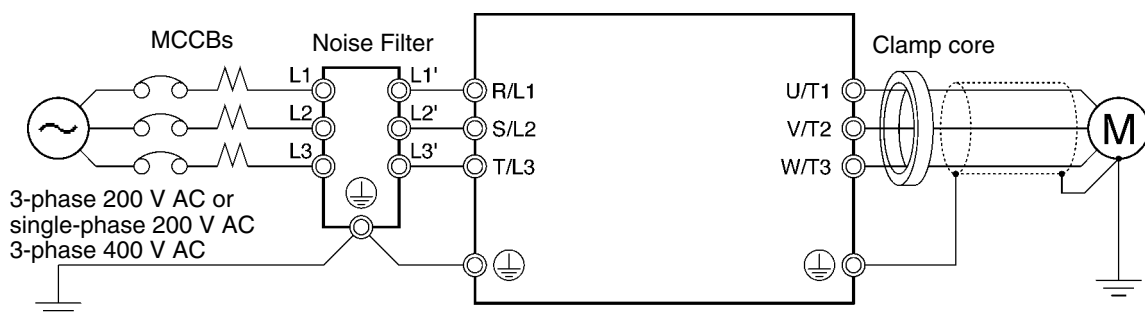 MCCBs
Noise Filter
Clamp core
L1
L1'
R/L1
U/T1
L2
L2'
S/L2
V/T2
M
L3
L3'
T/L3
W/T3
3-phase 200 V AC or
single-phase 200 V AC
3-phase 400 V AC